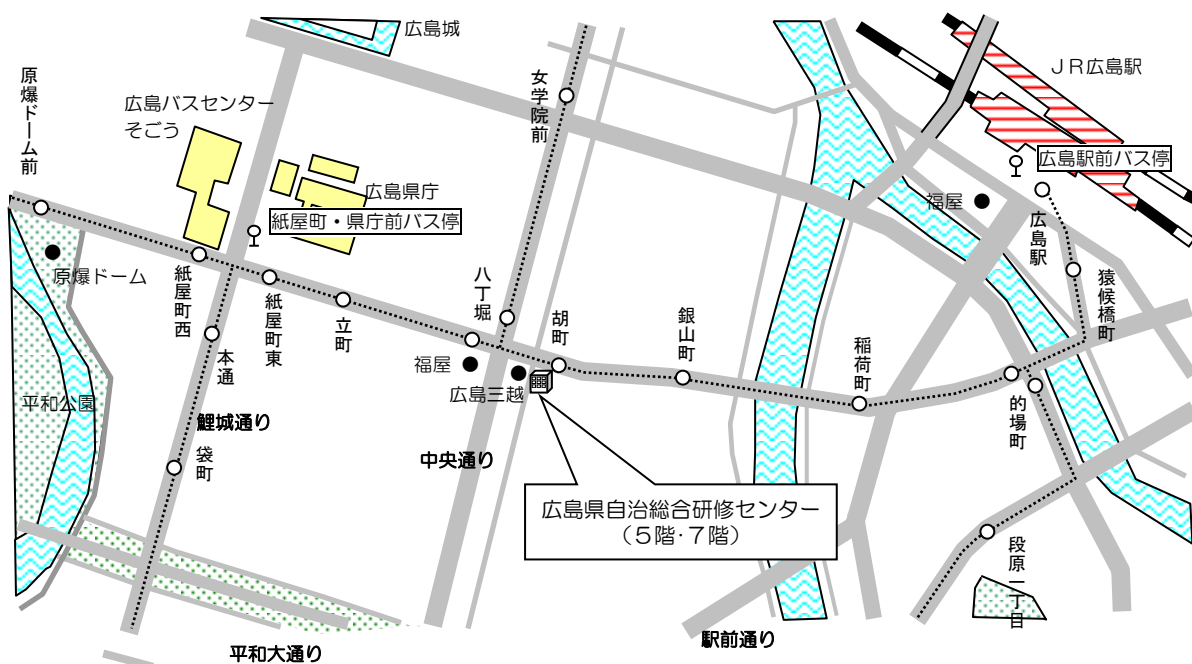 広島城
JR広島駅
原爆ドーム前
広島バスセンター
そごう
女学院前
広島県庁
広島駅前バス停
紙屋町・県庁前バス停
福屋
広島駅
原爆ドーム
紙屋町西
紙屋町東
立町
八丁堀
胡町
銀山町
稲荷町
猿候橋町
的場町
本通
福屋
広島三越
平和公園
鯉城通り
袋町
中央通り
広島県自治総合研修センター
(5階・7階)
段原一丁目
平和大通り
駅前通り